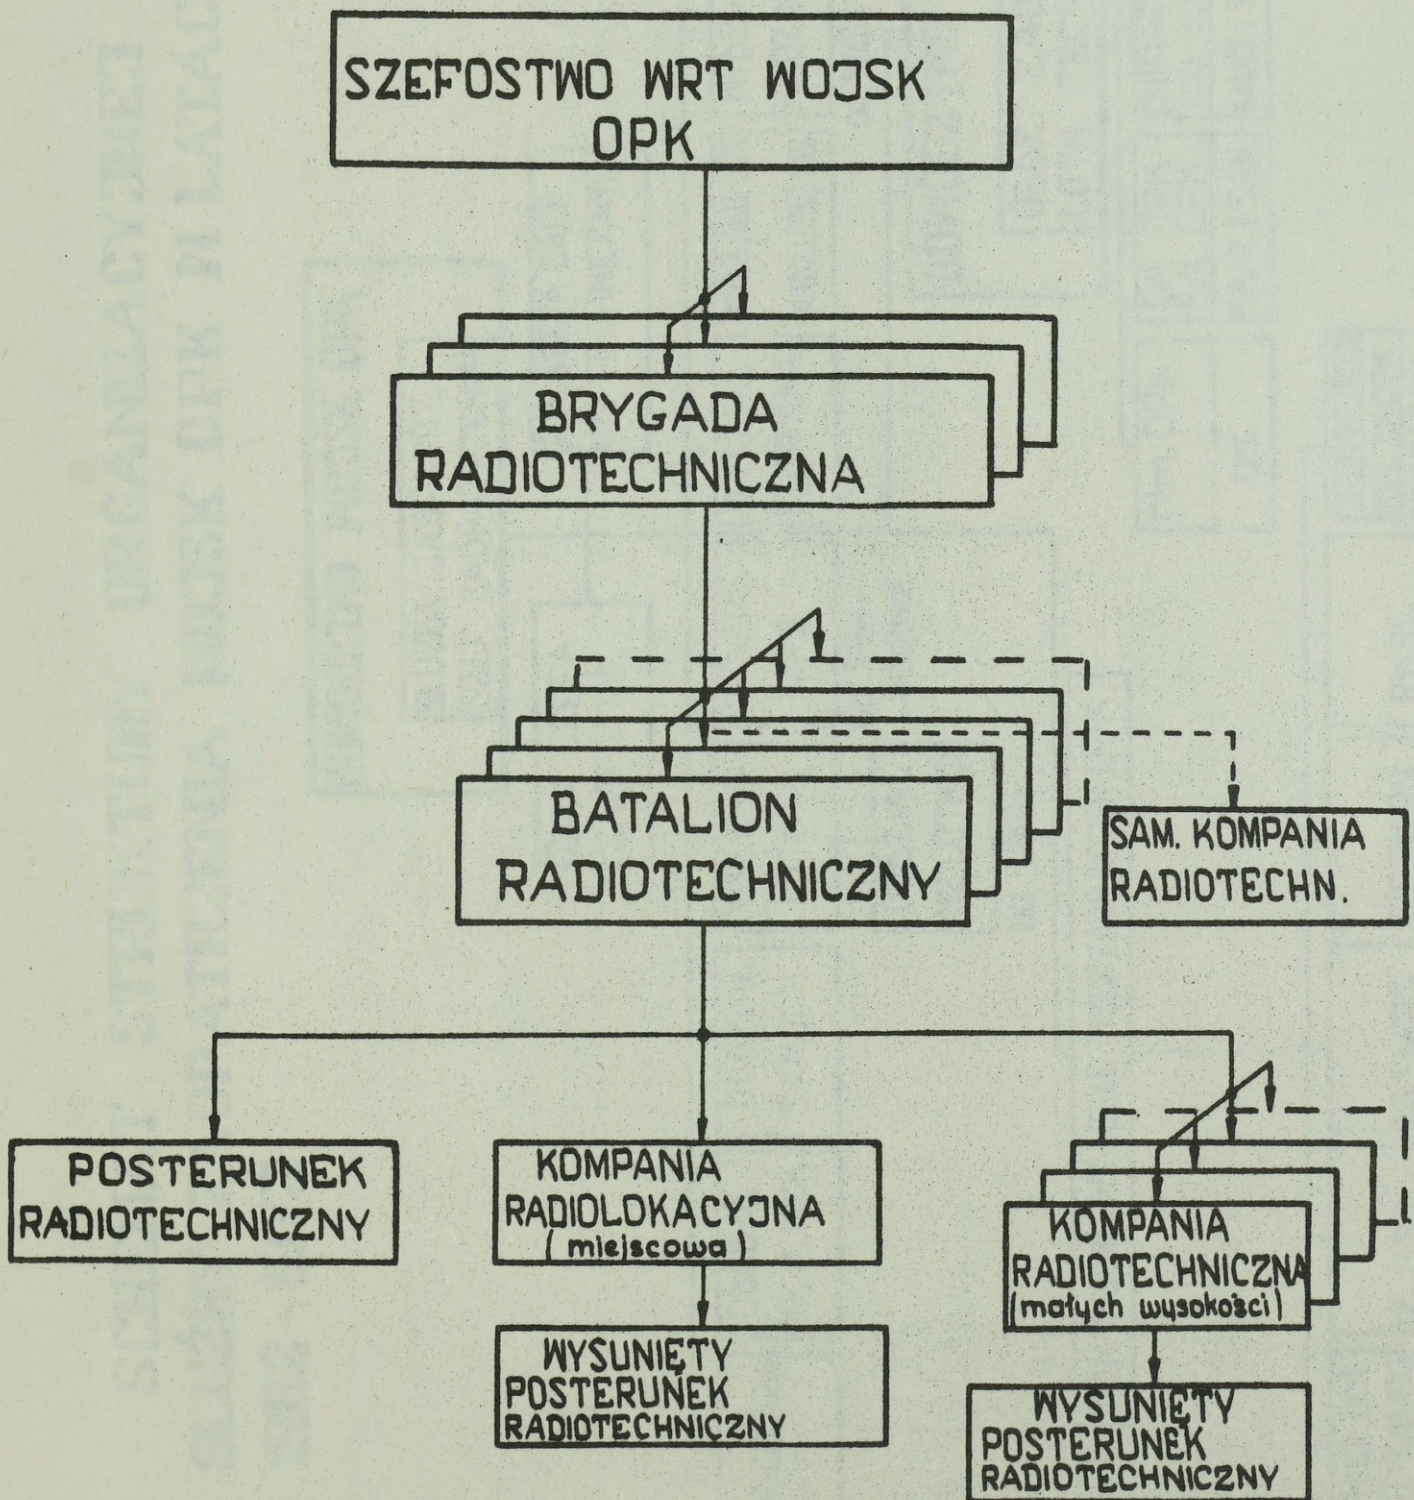 SZEFOSTWO WRT WOJSK
OPK
BRYGADA
RADIOTECHNICZNA
BATALION
RADIOTECHNICZNY
SAM. KOMPANIA
RADIOTECHN.
POSTERUNEK
RADIOTECHNICZNY
KOMPANIA
RADIOLOKACYJNA
(miejscowa)
WYSUNIĘTY
POSTERUNEK
RADIOTECHNICZNY
KOMPANIA
RADIOTECHNICZNA
(małych wysokości)
WYSUNIĘTY
POSTERUNEK
RADIOTECHNICZNY